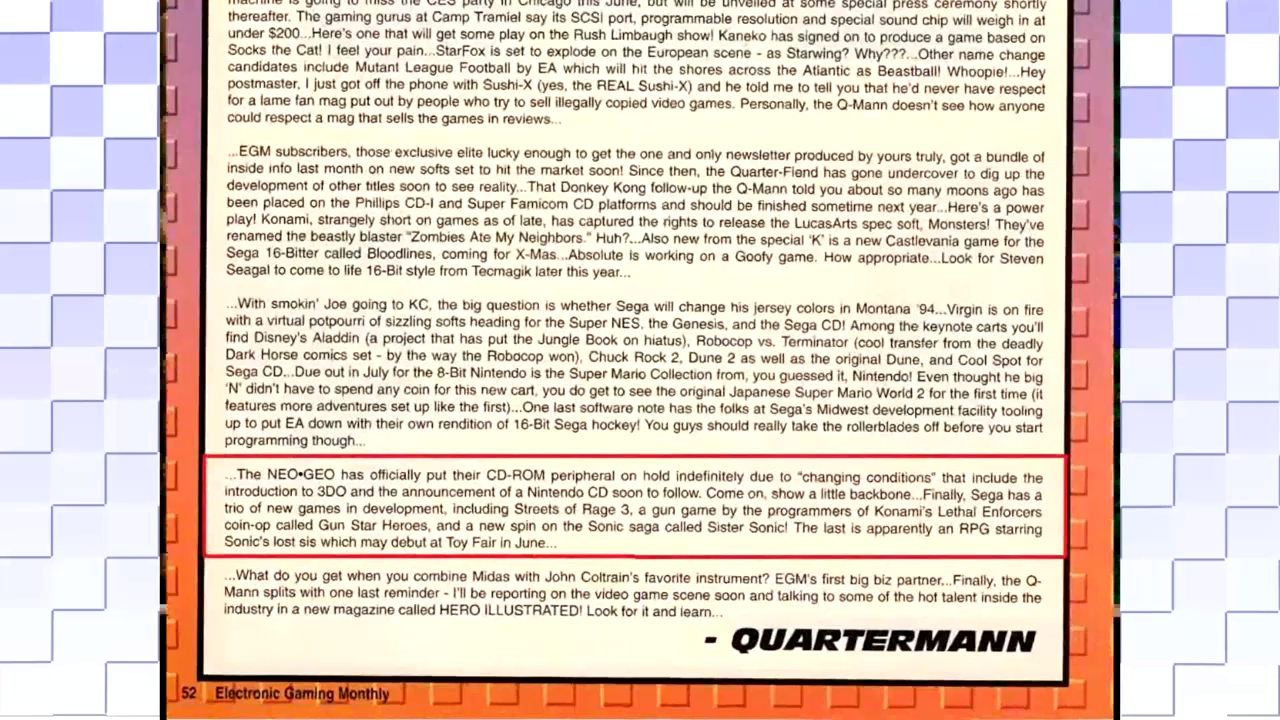 machine is going to miss the CES party in Chicago this June, but will be unveiled at some special press ceremony shortly
thereafter. The gaming gurus at Camp Tramiel say its SCSI port, programmable resolution and special sound chip will weigh in at
under $200...Here's one that will get some play on the Rush Limbaugh show! Kaneko has signed on to produce a game based on
Socks the Cat! I feel your pain...StarFox is set to explode on the European scene - as Starwing? Why???...Other name change
candidates include Mutant League Football by EA which will hit the shores across the Atlantic as Beastball! Whoopie!...Hey
postmaster, I just got off the phone with Sushi-X (yes, the REAL Sushi-X) and he told me to tell you that he'd never have respect
for a lame fan mag put out by people who try to sell illegally copied video games. Personally, the Q-Mann doesn't see how anyone
could respect a mag that sells the games in reviews...
...EGM subscribers, those exclusive elite lucky enough to get the one and only newsletter produced by yours truly, got a bundle of
inside info last month on new softs set to hit the market soon! Since then, the Quarter-Fiend has gone undercover to dig up the
development of other titles soon to see reality...That Donkey Kong follow-up the Q-Mann told you about so many moons ago has
been placed on the Phillips CD-I and Super Famicom CD platforms and should be finished sometime next year...Here's a power
play! Konami, strangely short on games as of late, has captured the rights to release the LucasArts spec soft, Monsters! They've
renamed the beastly blaster "Zombies Ate My Neighbors." Huh?...Also new from the special 'K' is a new Castlevania game for the
Sega 16-Bitter called Bloodlines, coming for X-Mas...Absolute is working on a Goofy game. How appropriate...Look for Steven
Seagal to come to life 16-Bit style from Tecmagik later this year...
...With smokin' Joe going to KC, the big question is whether Sega will change his jersey colors in Montana '94...Virgin is on fire
with a virtual potpourri of sizzling softs heading for the Super NES, the Genesis, and the Sega CD! Among the keynote carts you'll
find Disney's Aladdin (a project that has put the Jungle Book on hiatus), Robocop vs. Terminator (cool transfer from the deadly
Dark Horse comics set - by the way the Robocop won), Chuck Rock 2, Dune 2 as well as the original Dune, and Cool Spot for
Sega CD...Due out in July for the 8-Bit Nintendo is the Super Mario Collection from, you guessed it, Nintendo! Even thought he big
'N' didn't have to spend any coin for this new cart, you do get to see the original Japanese Super Mario World 2 for the first time (it
features more adventures set up like the first)...One last software note has the folks at Sega's Midwest development facility tooling
up to put EA down with their own rendition of 16-Bit Sega hockey! You guys should really take the rollerblades off before you start
programming though...
...The NEO•GEO has officially put their CD-ROM peripheral on hold indefinitely due to "changing conditions" that include the
introduction to 3DO and the announcement of a Nintendo CD soon to follow. Come on, show a little backbone...Finally, Sega has a
trio of new games in development, including Streets of Rage 3, a gun game by the programmers of Konami's Lethal Enforcers
coin-op called Gun Star Heroes, and a new spin on the Sonic saga called Sister Sonic! The last is apparently an RPG starring
Sonic's lost sis which may debut at Toy Fair in June...
...What do you get when you combine Midas with John Coltrain's favorite instrument? EGM's first big biz partner...Finally, the Q-
Mann splits with one last reminder - I'll be reporting on the video game scene soon and talking to some of the hot talent inside the
industry in a new magazine called HERO ILLUSTRATED! Look for it and learn...
- QUARTERMANN
52 Electronic Gaming Monthly